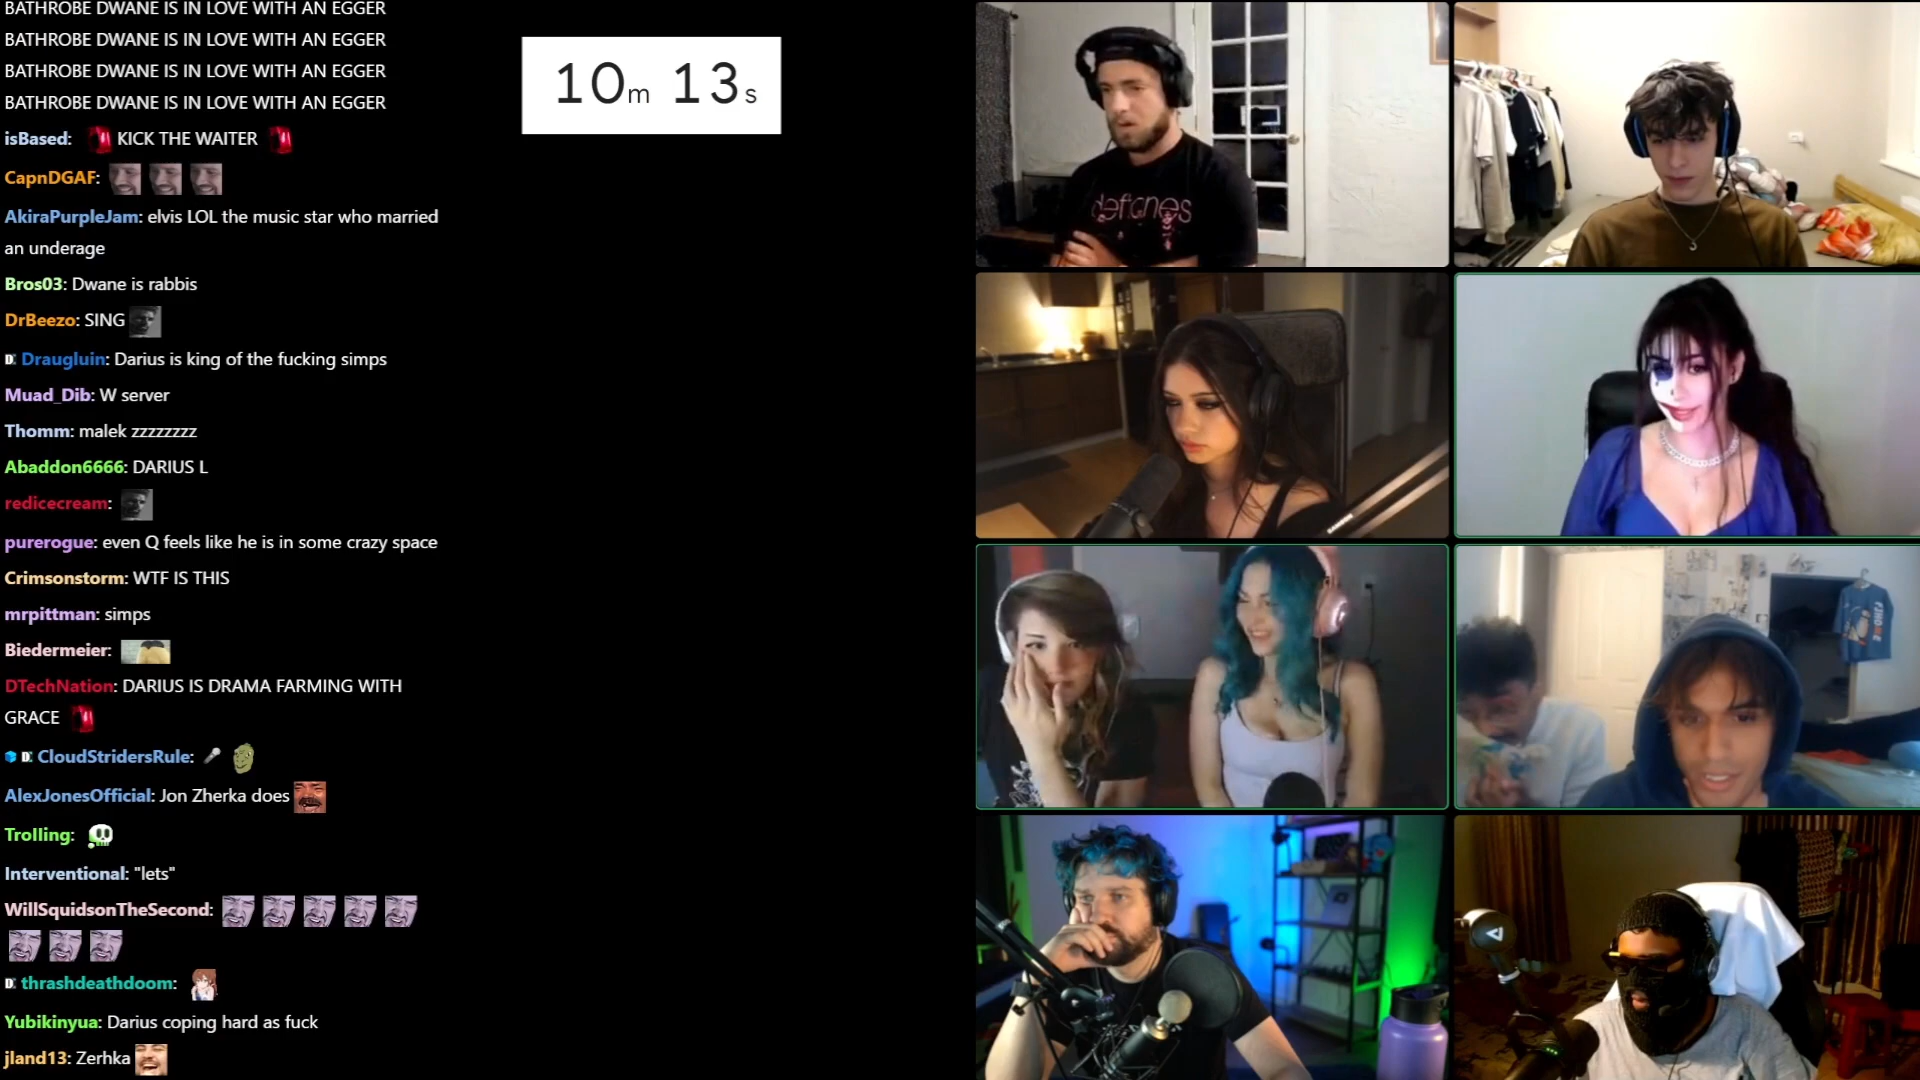 BATHROBE DWANE IS IN LOVE WITH AN EGGER
BATHROBE DWANE IS IN LOVE WITH AN EGGER
BATHROBE DWANE IS IN LOVE WITH AN EGGER
BATHROBE DWANE IS IN LOVE WITH AN EGGER
isBased: KICK THE WAITER
CapnDGAF:
AkiraPurpleJam: elvis LOL the music star who married
an underage
Bros03: Dwane is rabbis
DrBeezo: SING
Draugluin: Darius is king of the fucking simps
Muad_Dib: W server
Thomm: malek zzzzzzzz
Abaddon6666: DARIUS L
redicecream:
purerogue: even Q feels like he is in some crazy space
Crimsonstorm: WTF IS THIS
mrpittman: simps
Biedermeier:
DTechNation: DARIUS IS DRAMA FARMING WITH
GRACE
CloudStridersRule:
AlexJonesOfficial: Jon Zherka does
Trolling:
Interventional: "lets"
WillSquidsonTheSecond:
thrashdeathdoom:
Yubikinyua: Darius coping hard as fuck
jland13: Zerhka
10m 13s
deftones